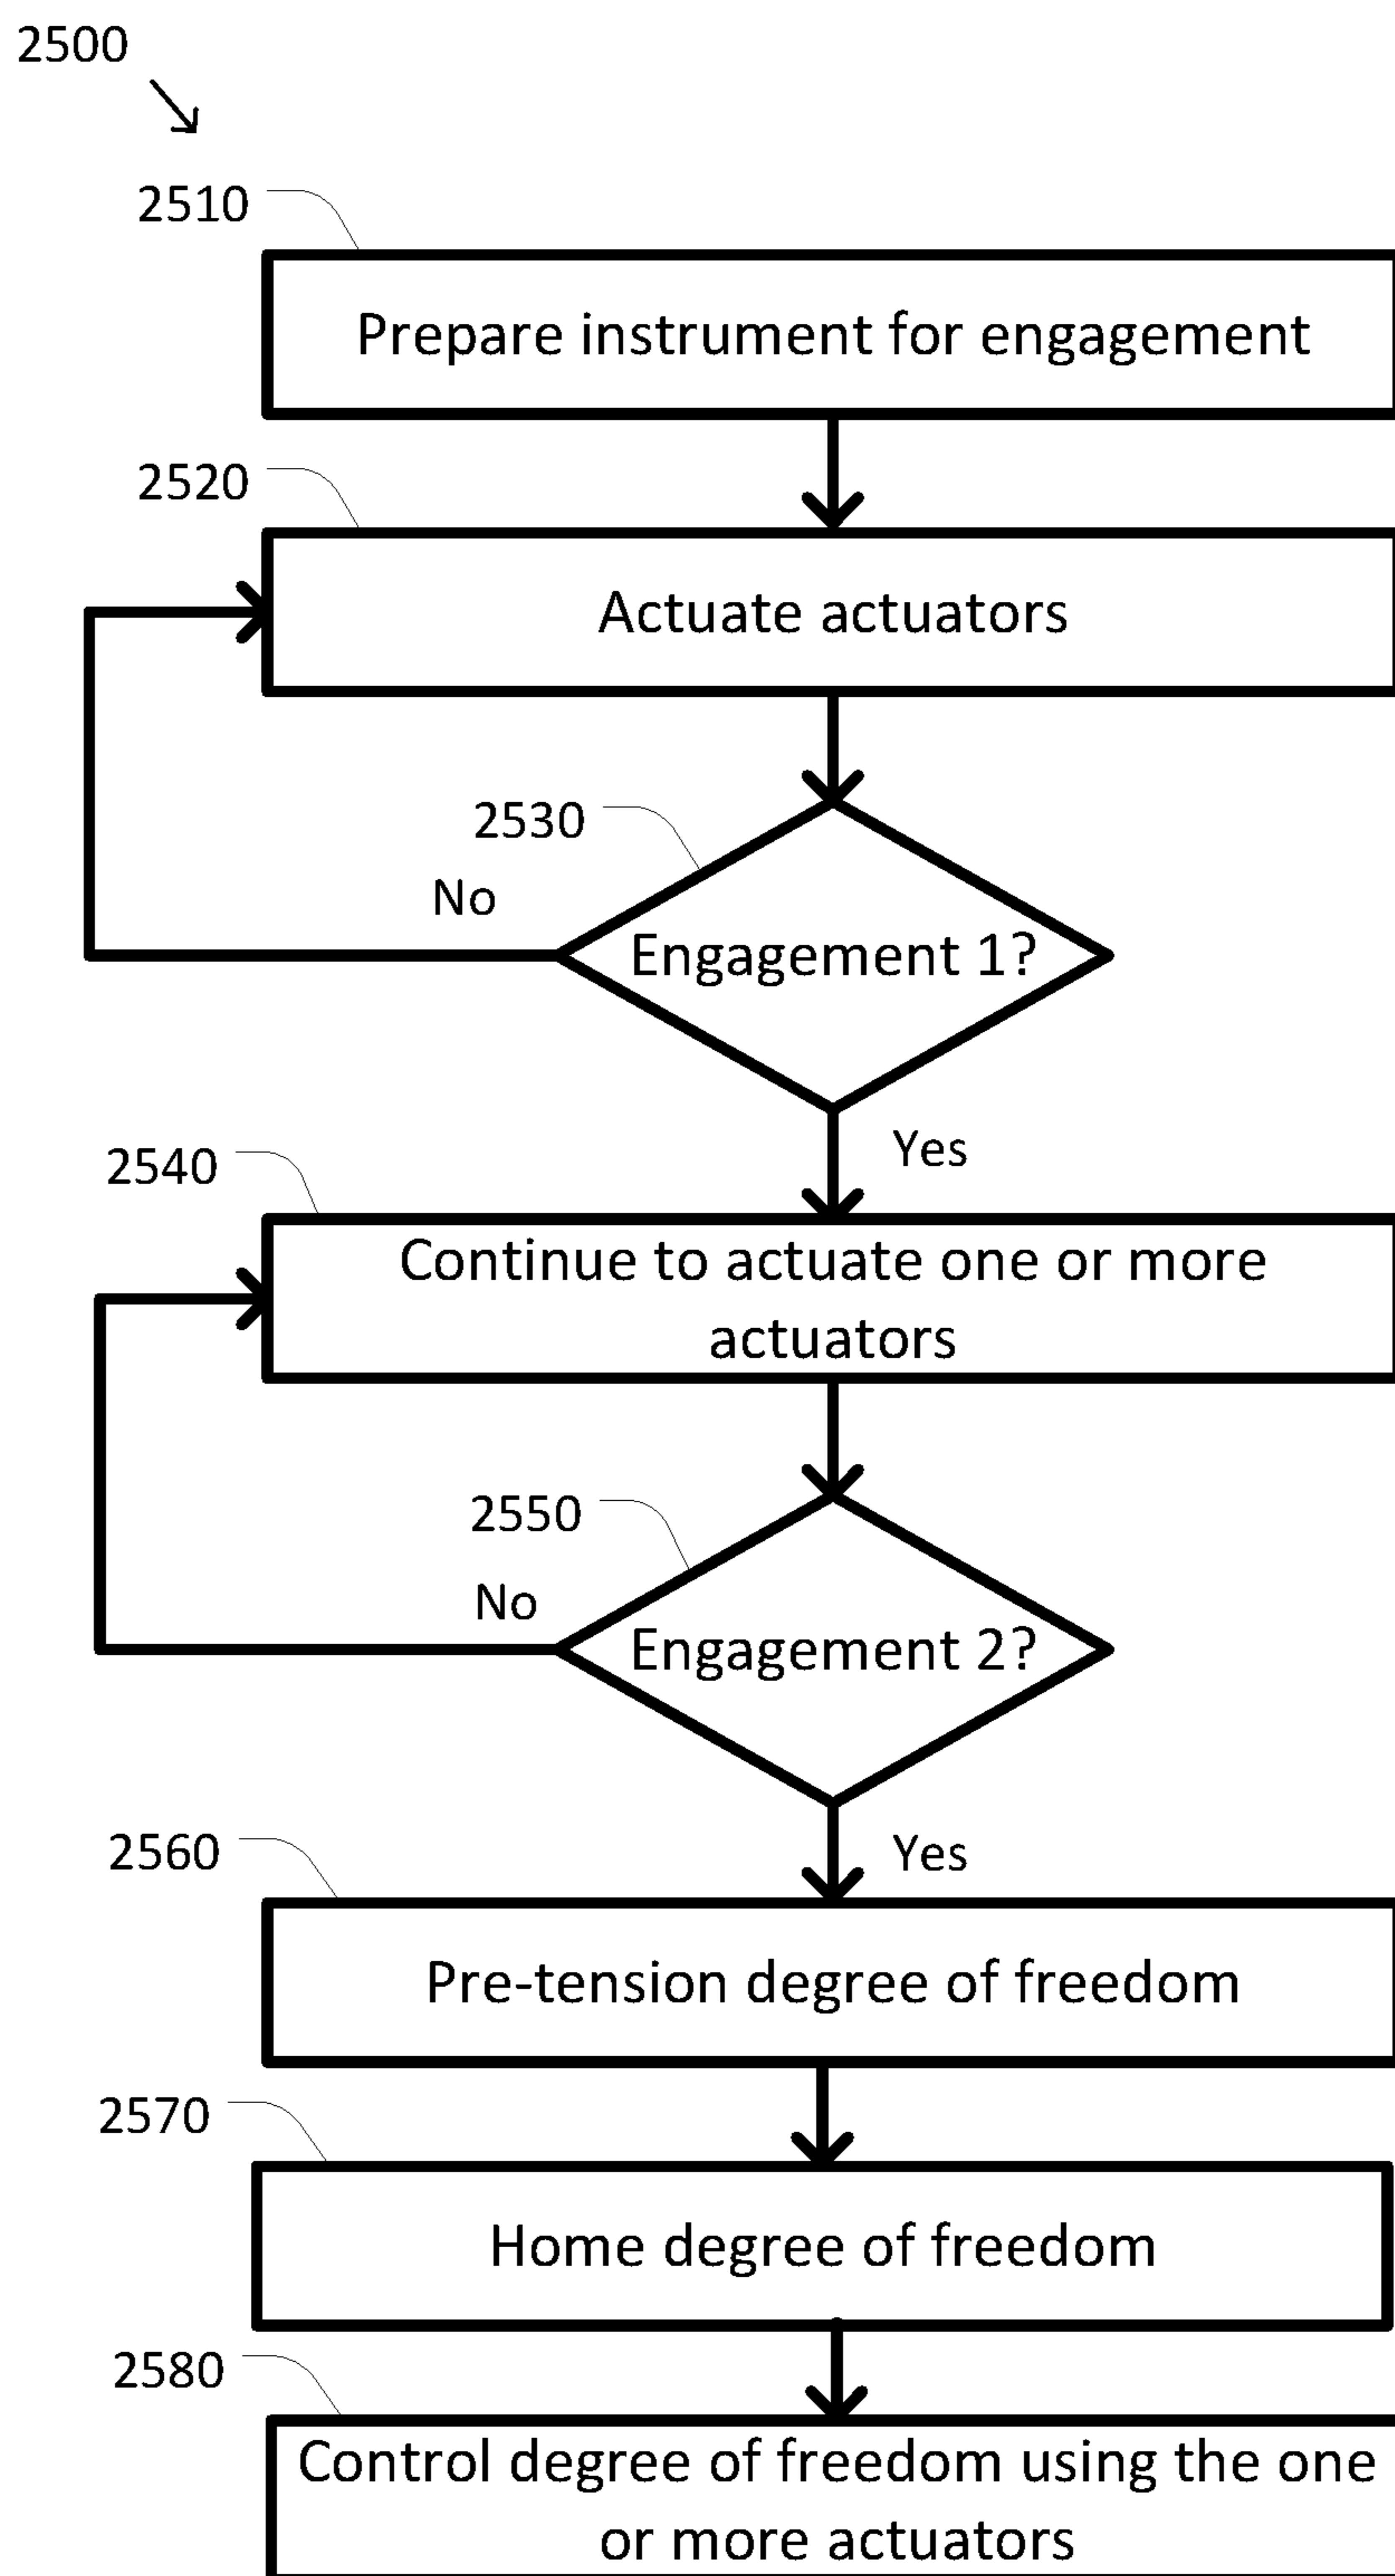 2500
2510
Prepare instrument for engagement
2520
Actuate actuators
2530
No
Engagement 1?
Yes
2540
Continue to actuate one or more
actuators
2550
No
Engagement 2?
Yes
2560
Pre-tension degree of freedom
2570
Home degree of freedom
2580
Control degree of freedom using the one
or more actuators